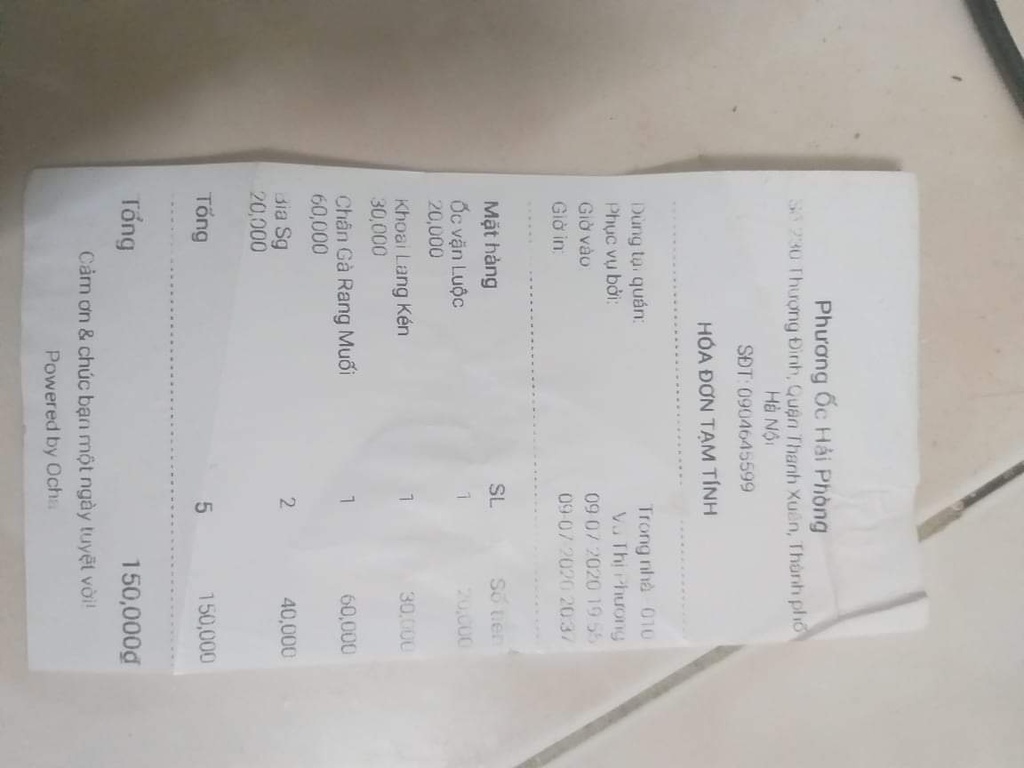 Phương Ốc Hải Phòng
Số 230 Thượng Đình, Quận Thanh Xuân, Thành phố
Hà Nội
SĐT: 0904645599
HÓA ĐƠN TẠM TÍNH
Dùng tại quán: Trong nhà - 010
Phục vụ bởi: Vũ Thị Phương
Giờ vào 09/07/2020 19:55
Giờ in: 09/07/2020 20:37
Mặt hàng SL Số tiền
Ốc vặn Luộc 1 20,000
20,000
Khoai Lang Kén 1 30,000
30,000
Chân Gà Rang Muối 1 60,000
60,000
Bia Sg 2 40,000
20,000
Tổng 5 150,000
Tổng 150,000₫
Cảm ơn & chúc bạn một ngày tuyệt vời!
Powered by Ocha